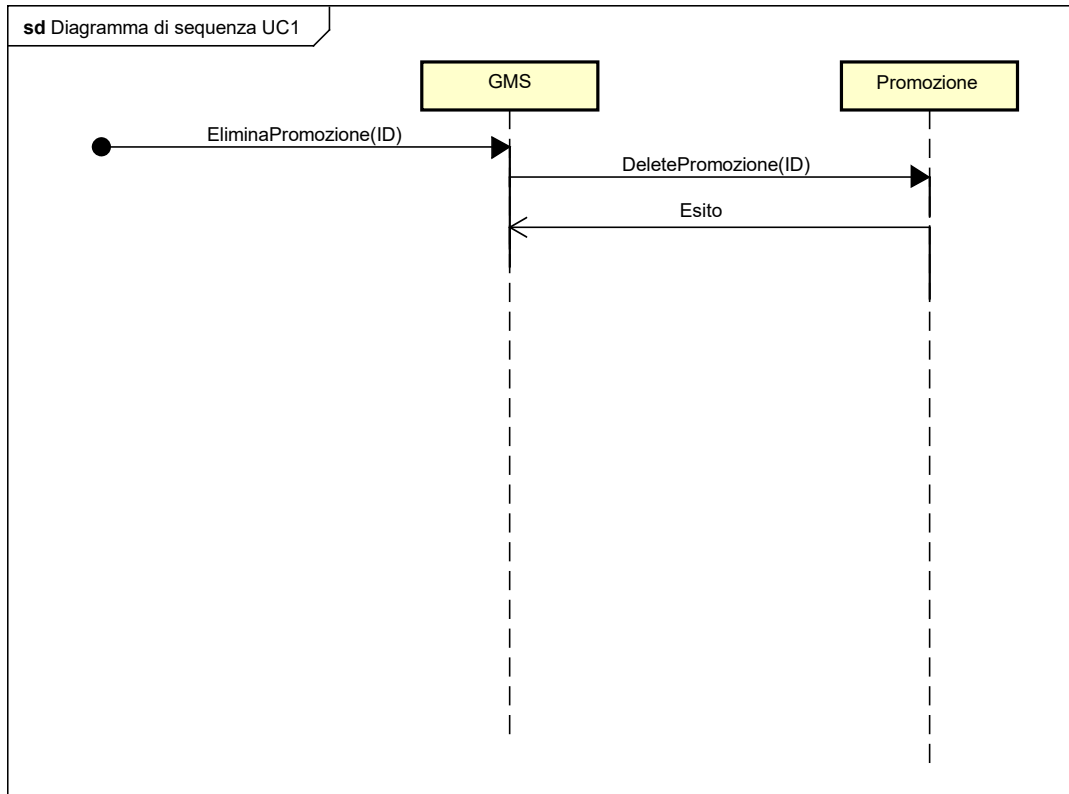 sd Diagramma di sequenza UC1
GMS
Promozione
EliminaPromozione(ID)
DeletePromozione(ID)
Esito